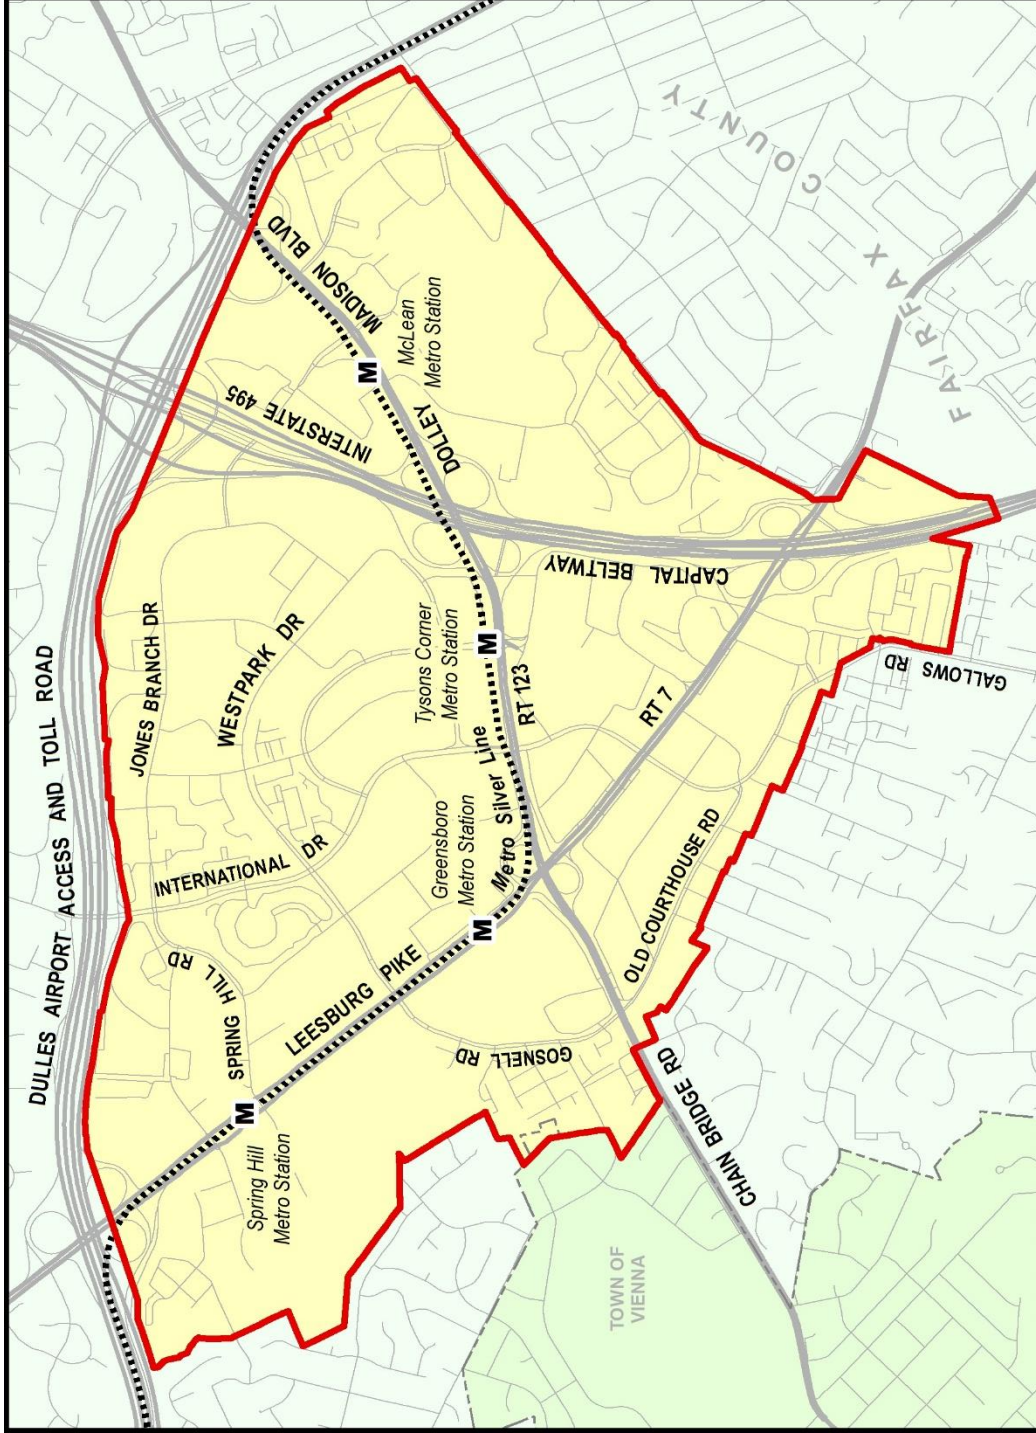 DULLES AIRPORT ACCESS AND TOLL ROAD
JONES BRANCH DR
WESTPARK DR
INTERNATIONAL DR
SPRING HILL RD
LEESBURG PIKE
M
Spring Hill
Metro Station
M
Greensboro
Metro Station
Metro Silver Line
M
Tysons Corner
Metro Station
RT 123
M
McLean
Metro Station
DOLLEY MADISON BLVD
INTERSTATE 495
CAPITAL BELTWAY
RT 7
OLD COURTHOUSE RD
GOSNELL RD
GALLOWS RD
CHAIN BRIDGE RD
TOWN OF
VIENNA
FAIRFAX COUNTY